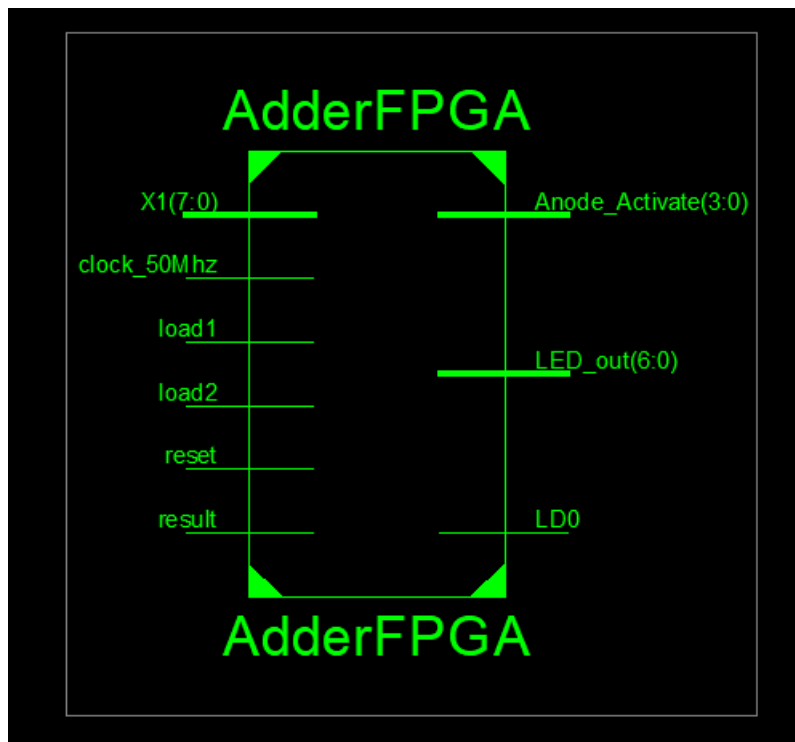 AdderFPGA
X1(7:0)
Anode_Activate(3:0)
clock_50Mhz
load1
LED_out(6:0)
load2
reset
result
LD0
AdderFPGA